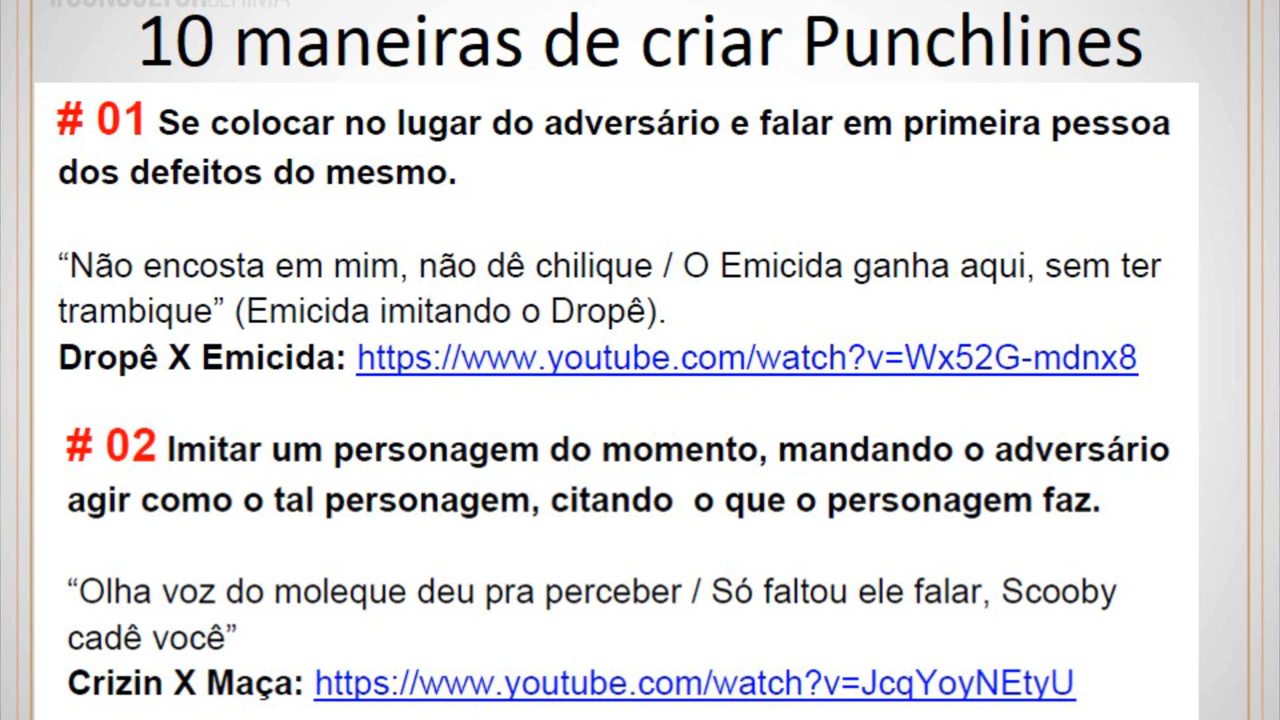 10 maneiras de criar Punchlines
# 01 Se colocar no lugar do adversário e falar em primeira pessoa
dos defeitos do mesmo.
“Não encosta em mim, não dê chilique / O Emicida ganha aqui, sem ter
trambique” (Emicida imitando o Dropê).
Dropê X Emicida: https://www.youtube.com/watch?v=Wx52G-mdnx8
# 02 Imitar um personagem do momento, mandando o adversário
agir como o tal personagem, citando  o que o personagem faz.
“Olha voz do moleque deu pra perceber / Só faltou ele falar, Scooby
cadê você”
Crizin X Maça: https://www.youtube.com/watch?v=JcqYoyNEtyU